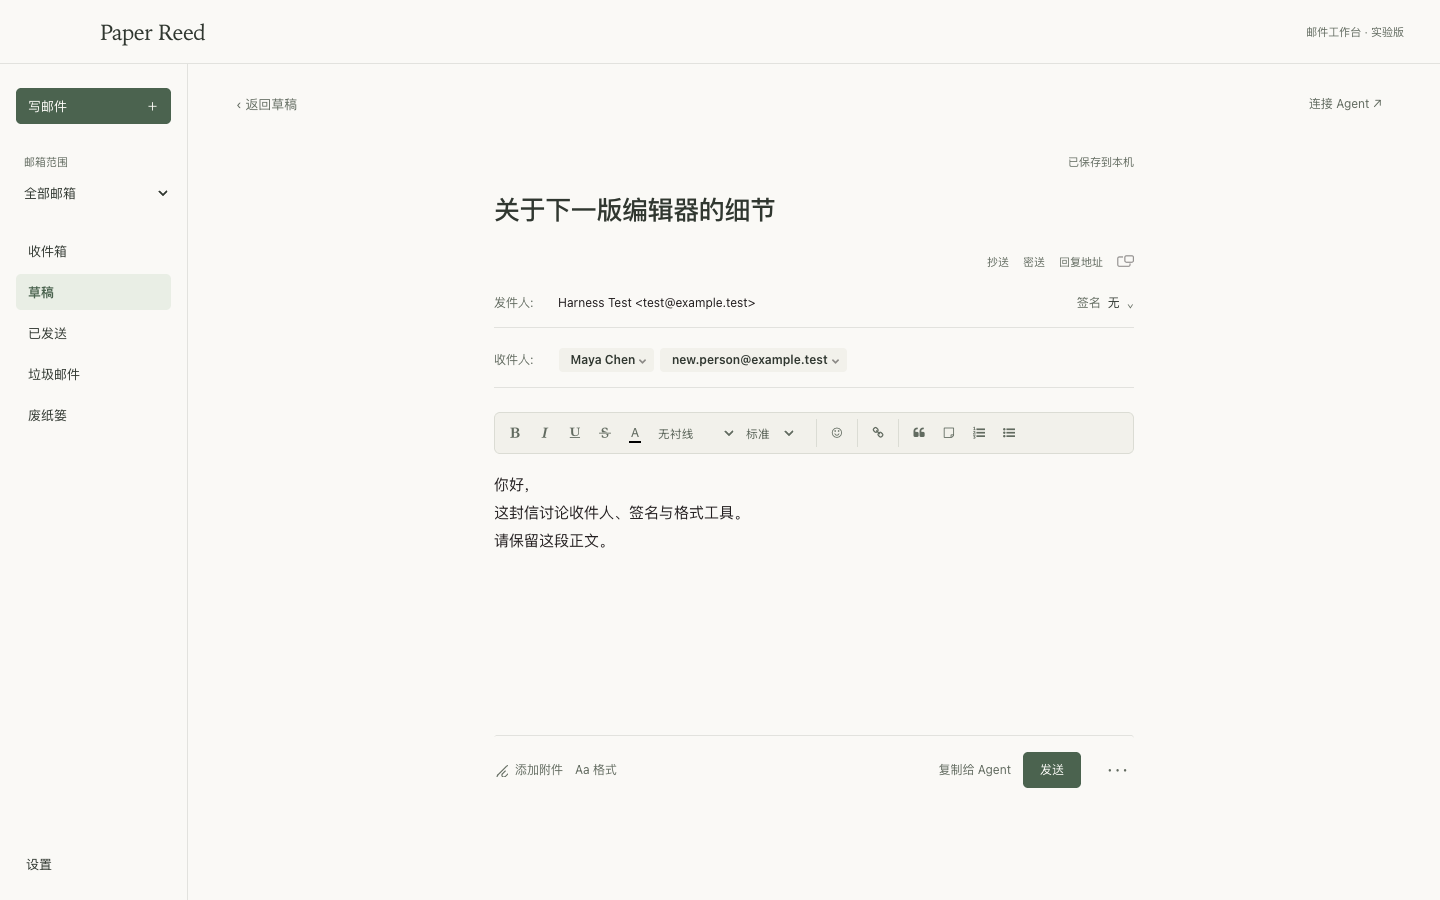 Paper Reed
邮件工作台 · 实验版
写邮件 +
邮箱范围
全部邮箱
收件箱
草稿
已发送
垃圾邮件
废纸篓
设置
‹ 返回草稿
连接 Agent ↗
已保存到本机
关于下一版编辑器的细节
抄送 密送 回复地址
发件人: Harness Test <test@example.test> 签名 无
收件人: Maya Chen new.person@example.test
B I U S A 无衬线 标准
你好，
这封信讨论收件人、签名与格式工具。
请保留这段正文。
添加附件 Aa 格式 复制给 Agent 发送 ···